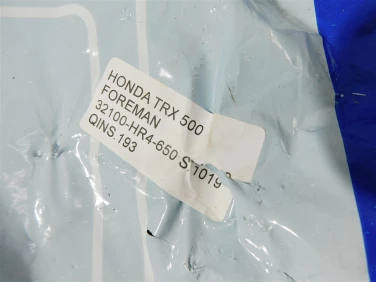 HONDA TRX 500
FOREMAN
32100-HR4-650 S 1019
QINS.193